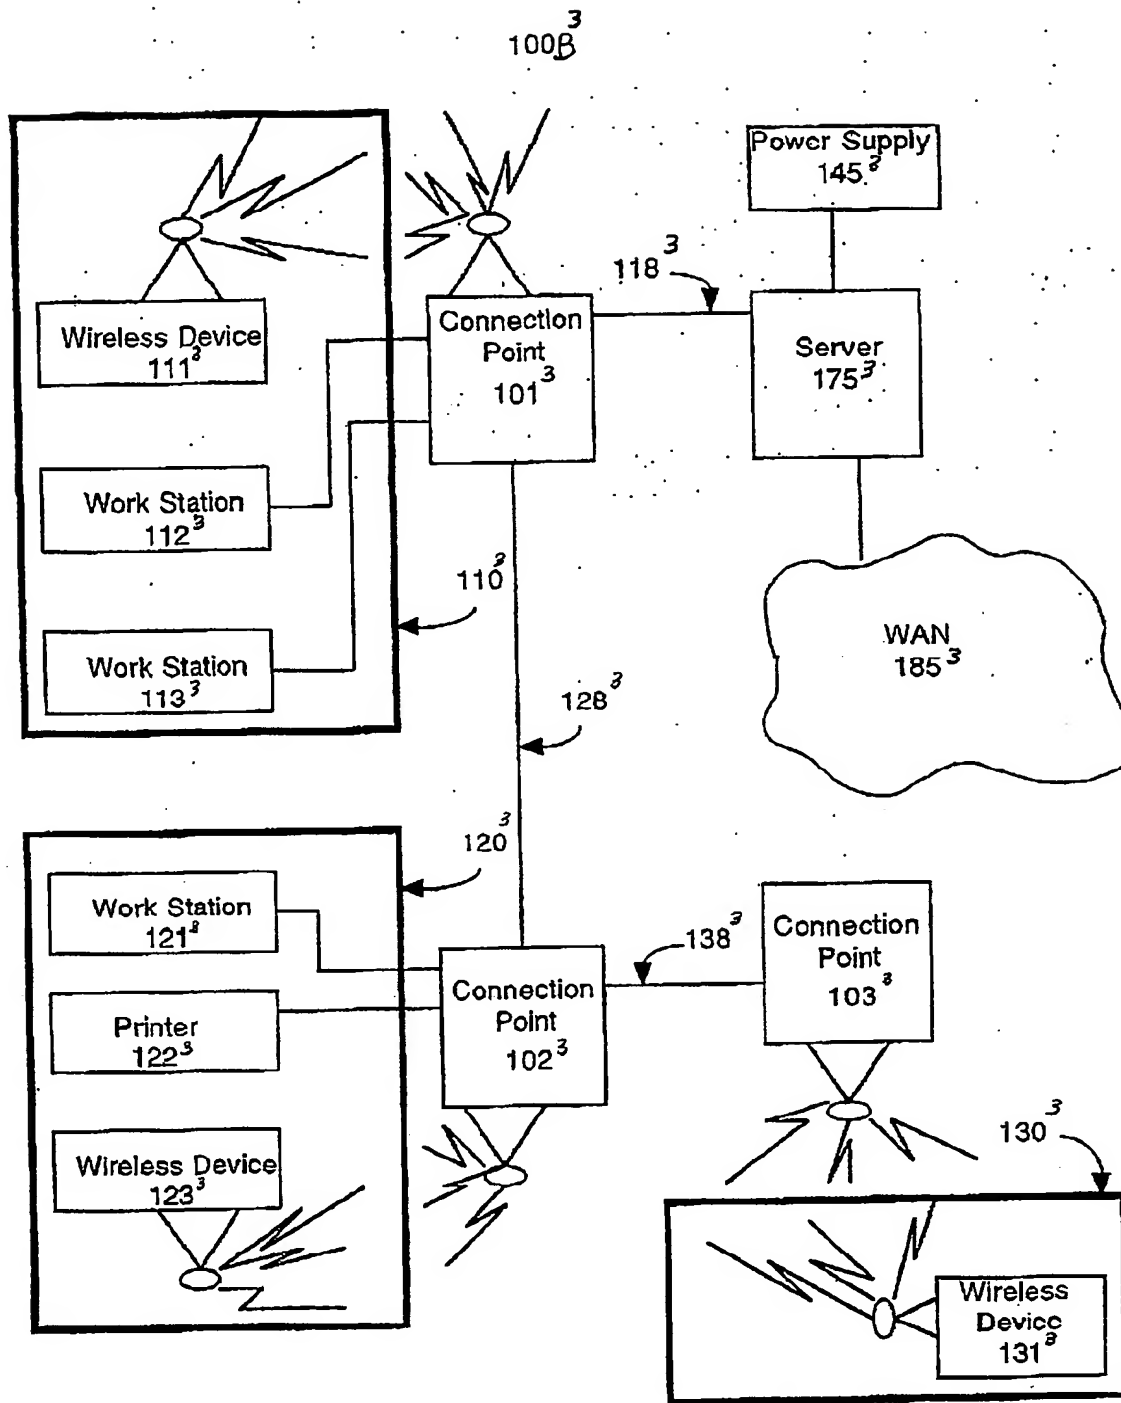 100B³
Power Supply
145³
118³
Wireless Device
111³
Connection
Point
101³
Server
175³
Work Station
112³
110³
Work Station
113³
WAN
185³
128³
120³
Work Station
121³
138³
Connection
Point
103³
Connection
Point
102³
Printer
122³
130³
Wireless Device
123³
Wireless
Device
131³